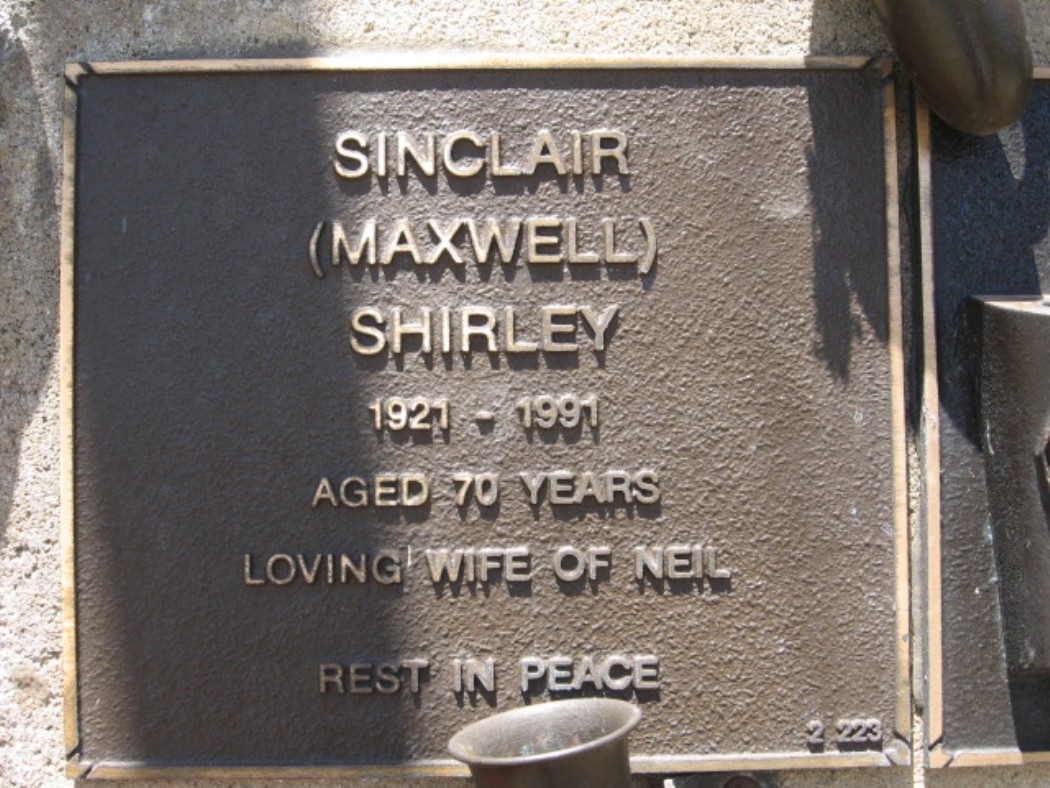 SINCLAIR
(MAXWELL)
SHIRLEY
1921 - 1991
AGED 70 YEARS
LOVING WIFE OF NEIL
REST IN PEACE
2 223